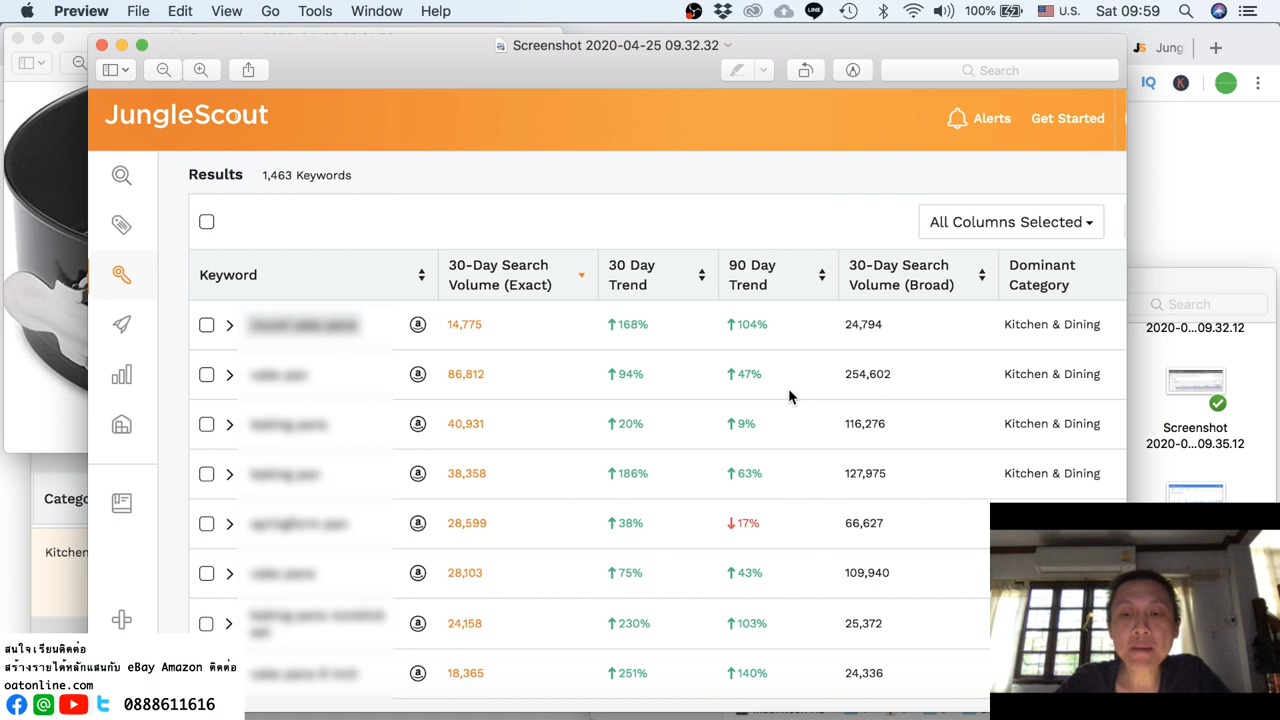 Preview File Edit View Go Tools Window Help
100% U.S. Sat 09:59
Screenshot 2020-04-25 09.32.32
Search
Jung
IQ K
JungleScout
Alerts Get Started
Results 1,463 Keywords
All Columns Selected
Keyword 30-Day Search Volume (Exact) 30 Day Trend 90 Day Trend 30-Day Search Volume (Broad) Dominant Category
14,775 168% 104% 24,794 Kitchen & Dining
86,812 94% 47% 254,602 Kitchen & Dining
40,931 20% 9% 116,276 Kitchen & Dining
38,358 186% 63% 127,975 Kitchen & Dining
28,599 38% 17% 66,627
28,103 75% 43% 109,940
24,158 230% 103% 25,372
18,365 251% 140% 24,336
Search
2020-0...09.32.12
Screenshot
2020-0...09.35.12
Catego
Kitchen
สนใจเรียนติดต่อ
สร้างรายได้หลักแสนกับ eBay Amazon ติดต่อ
oatonline.com
0888611616